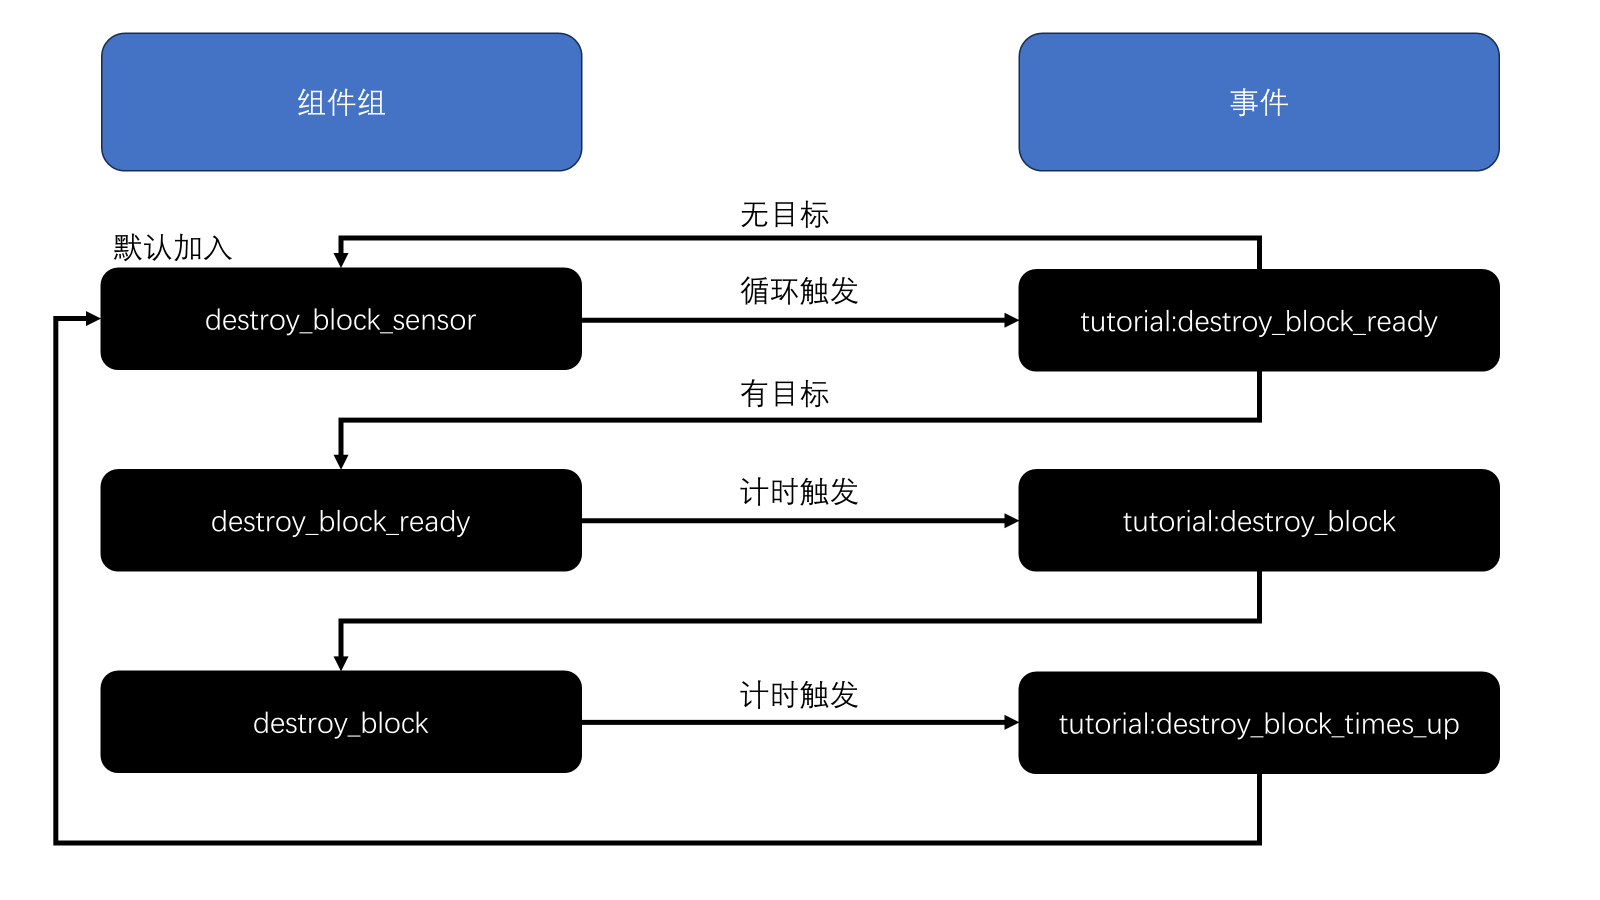 组件组
事件
无目标
默认加入
循环触发
destroy_block_sensor
tutorial:destroy_block_ready
有目标
计时触发
destroy_block_ready
tutorial:destroy_block
计时触发
destroy_block
tutorial:destroy_block_times_up